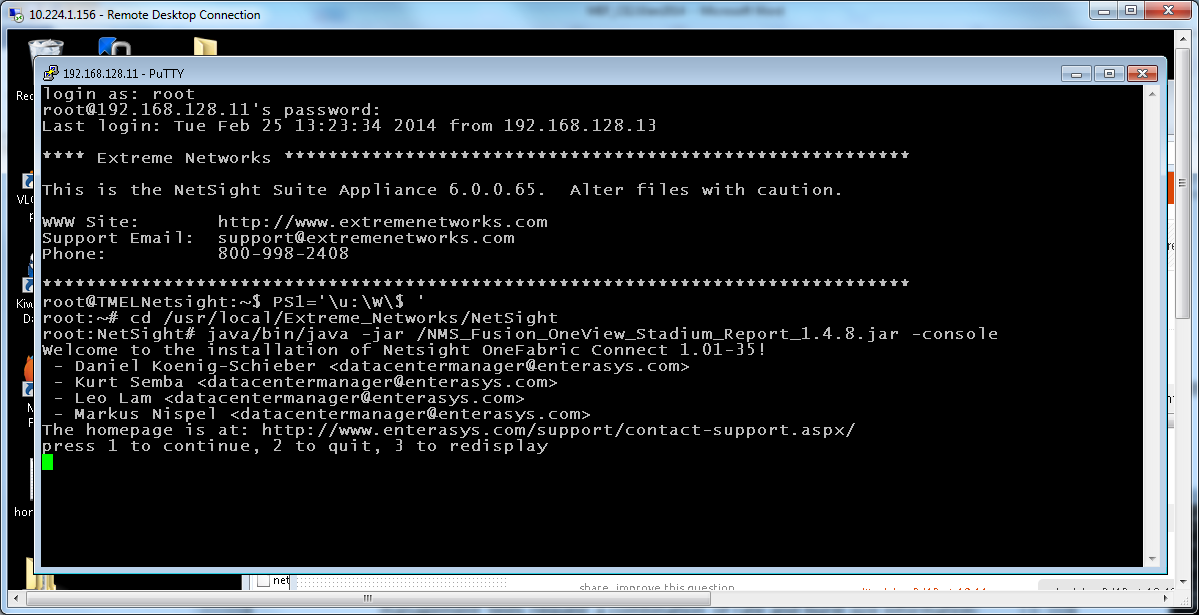 10.224.1.156 - Remote Desktop Connection
192.168.128.11 - PuTTY
login as: root
root@192.168.128.11's password:
Last login: Tue Feb 25 13:23:34 2014 from 192.168.128.13
**** Extreme Networks *********************************************************
This is the NetSight Suite Appliance 6.0.0.65.  Alter files with caution.
WWW Site:       http://www.extremenetworks.com
Support Email:  support@extremenetworks.com
Phone:          800-998-2408
*******************************************************************************
root@TMELNetsight:~$ PS1='\u:\W\$ '
root:~# cd /usr/local/Extreme_Networks/NetSight
root:NetSight# java/bin/java -jar /NMS_Fusion_OneView_Stadium_Report_1.4.8.jar -console
Welcome to the installation of Netsight OneFabric Connect 1.01-35!
 - Daniel Koenig-Schieber <datacentermanager@enterasys.com>
 - Kurt Semba <datacentermanager@enterasys.com>
 - Leo Lam <datacentermanager@enterasys.com>
 - Markus Nispel <datacentermanager@enterasys.com>
The homepage is at: http://www.enterasys.com/support/contact-support.aspx/
press 1 to continue, 2 to quit, 3 to redisplay
net
share improve this question